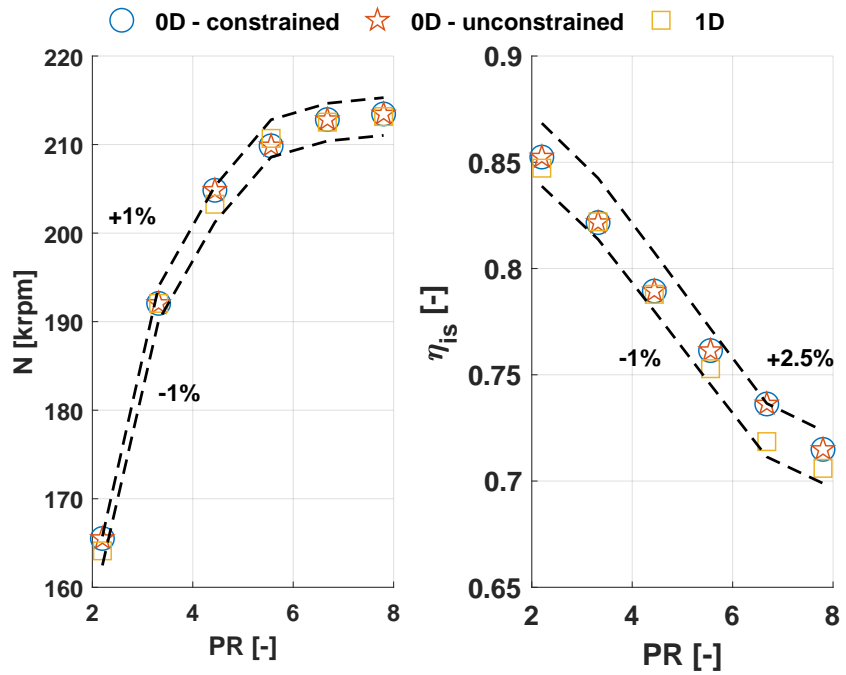 0D - constrained 0D - unconstrained 1D
220
210
200
190
180
170
160
2 4 6 8
N [krpm]
PR [-]
+1%
-1%
0.9
0.85
0.8
0.75
0.7
0.65
2 4 6 8
η_is [-]
PR [-]
-1%
+2.5%